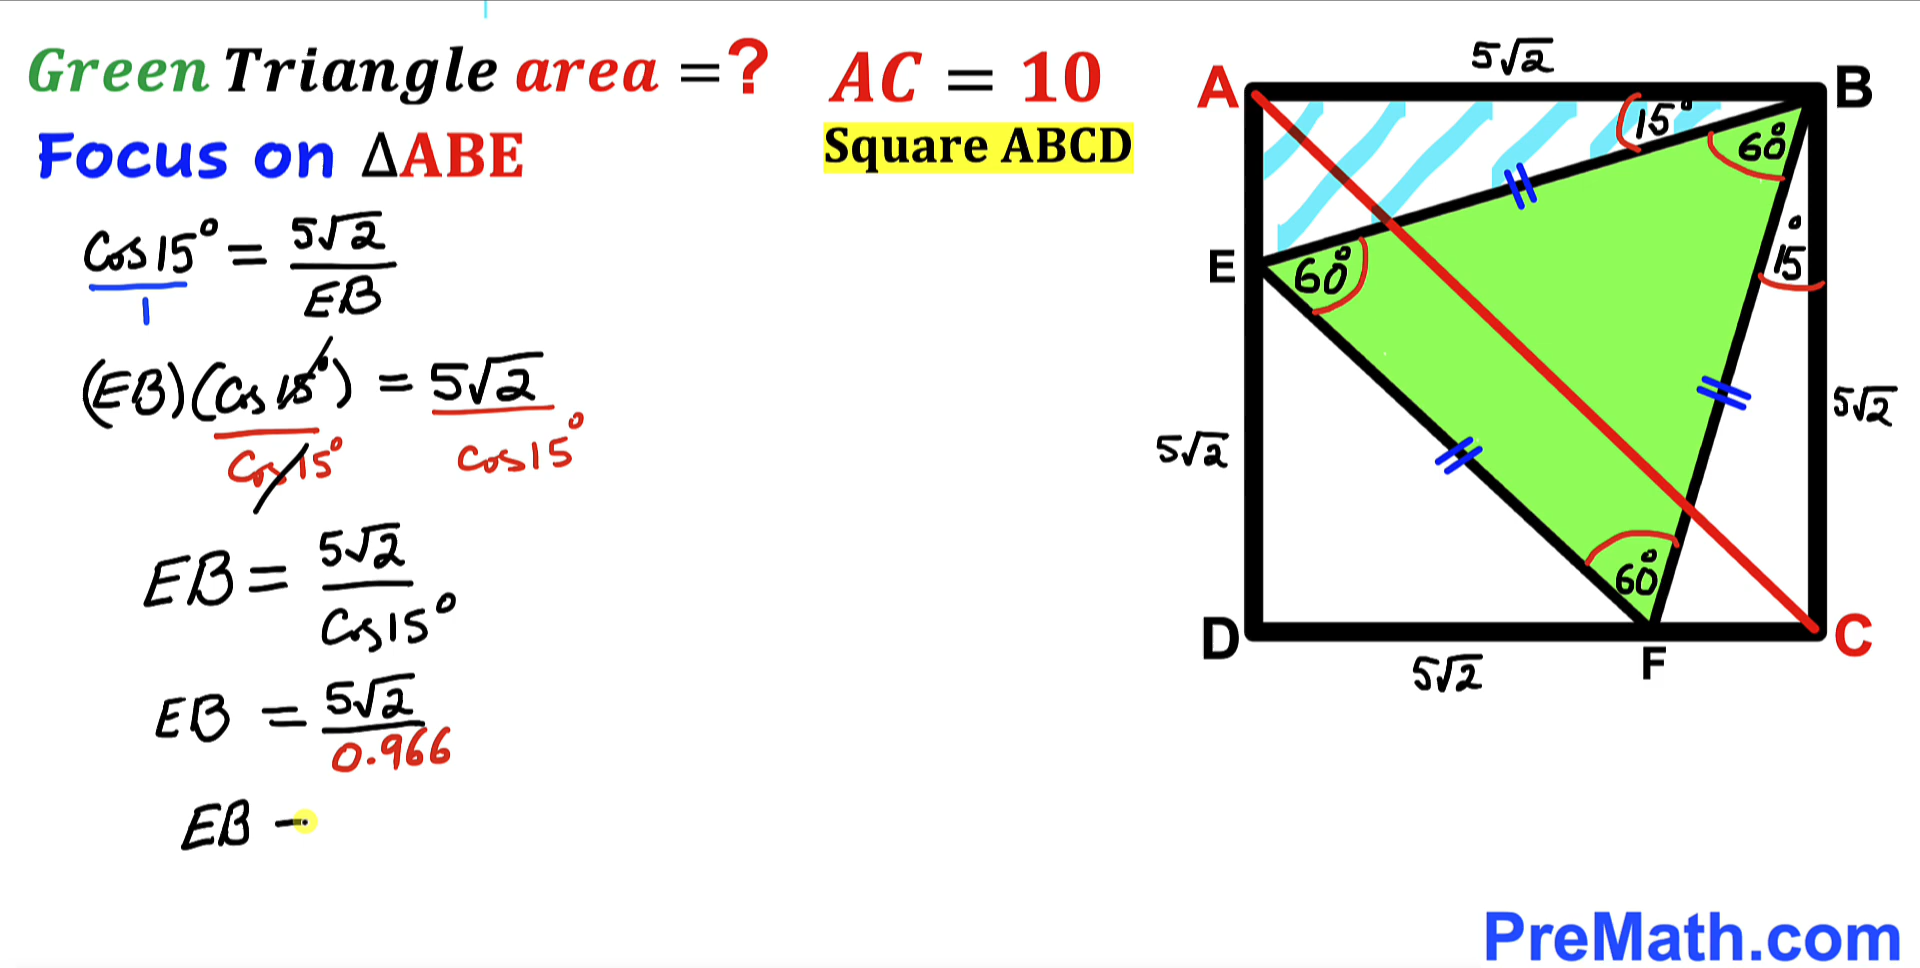 Green Triangle area =?
AC = 10
Focus on ΔABE
Square ABCD
Cos 15° = 5√2 / EB
1
(EB)(Cos 15°) = 5√2
Cos 15° cos 15°
EB = 5√2 / Cos 15°
EB = 5√2 / 0.966
EB –
5√2
A
B
15°
60°
E
60°
15°
5√2
5√2
60°
D
C
5√2
F
PreMath.com